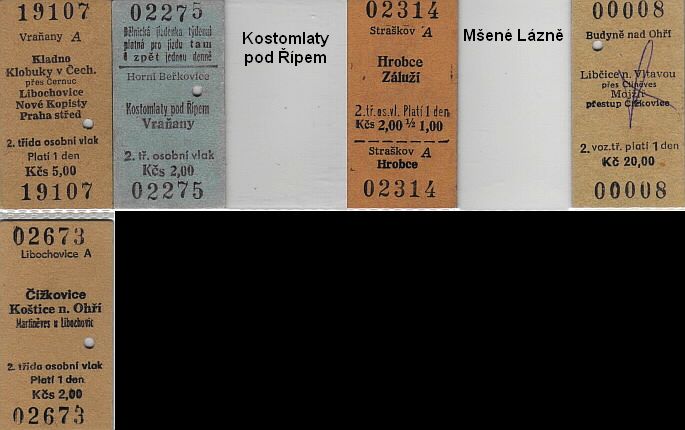 19107
Vraňany A
Kladno
Klobuky v Čech.
přes Černuc
Libochovice
Nové Kopisty
Praha střed
2. třída osobní vlak
Platí 1 den
Kčs 5,00
19107
02275
Dělnická jízdenka týdenní
platná pro jízdu tam
a zpět jednou denně
Horní Beřkovice
Kostomlaty pod Řípem
Vraňany
2. tř. osobní vlak
Kčs 2,00
02275
Kostomlaty
pod Řípem
02314
Straškov A
Hrobce
Záluží
2. tř. os. vl. Platí 1 den
Kčs 2,00 ½ 1,00
Straškov A
Hrobce
02314
Mšené Lázně
00008
Budyně nad Ohří
Libčice n. Vltavou
přes Ctiněves
přestup Čížkovice
2. voz. tř. platí 1 den
Kč 20,00
00008
02673
Libochovice A
Čížkovice
Koštice n. Ohří
Martiněves u Libochovic
2. třída osobní vlak
Platí 1 den
Kčs 2,00
02673